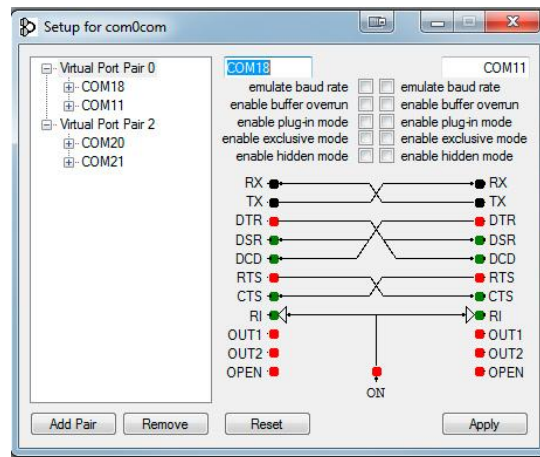 Setup for com0com
Virtual Port Pair 0
COM18
COM11
Virtual Port Pair 2
COM20
COM21
COM18 COM11
emulate baud rate emulate baud rate
enable buffer overrun enable buffer overrun
enable plug-in mode enable plug-in mode
enable exclusive mode enable exclusive mode
enable hidden mode enable hidden mode
RX RX
TX TX
DTR DTR
DSR DSR
DCD DCD
RTS RTS
CTS CTS
RI RI
OUT1 OUT1
OUT2 OUT2
OPEN OPEN
ON
Add Pair Remove Reset Apply